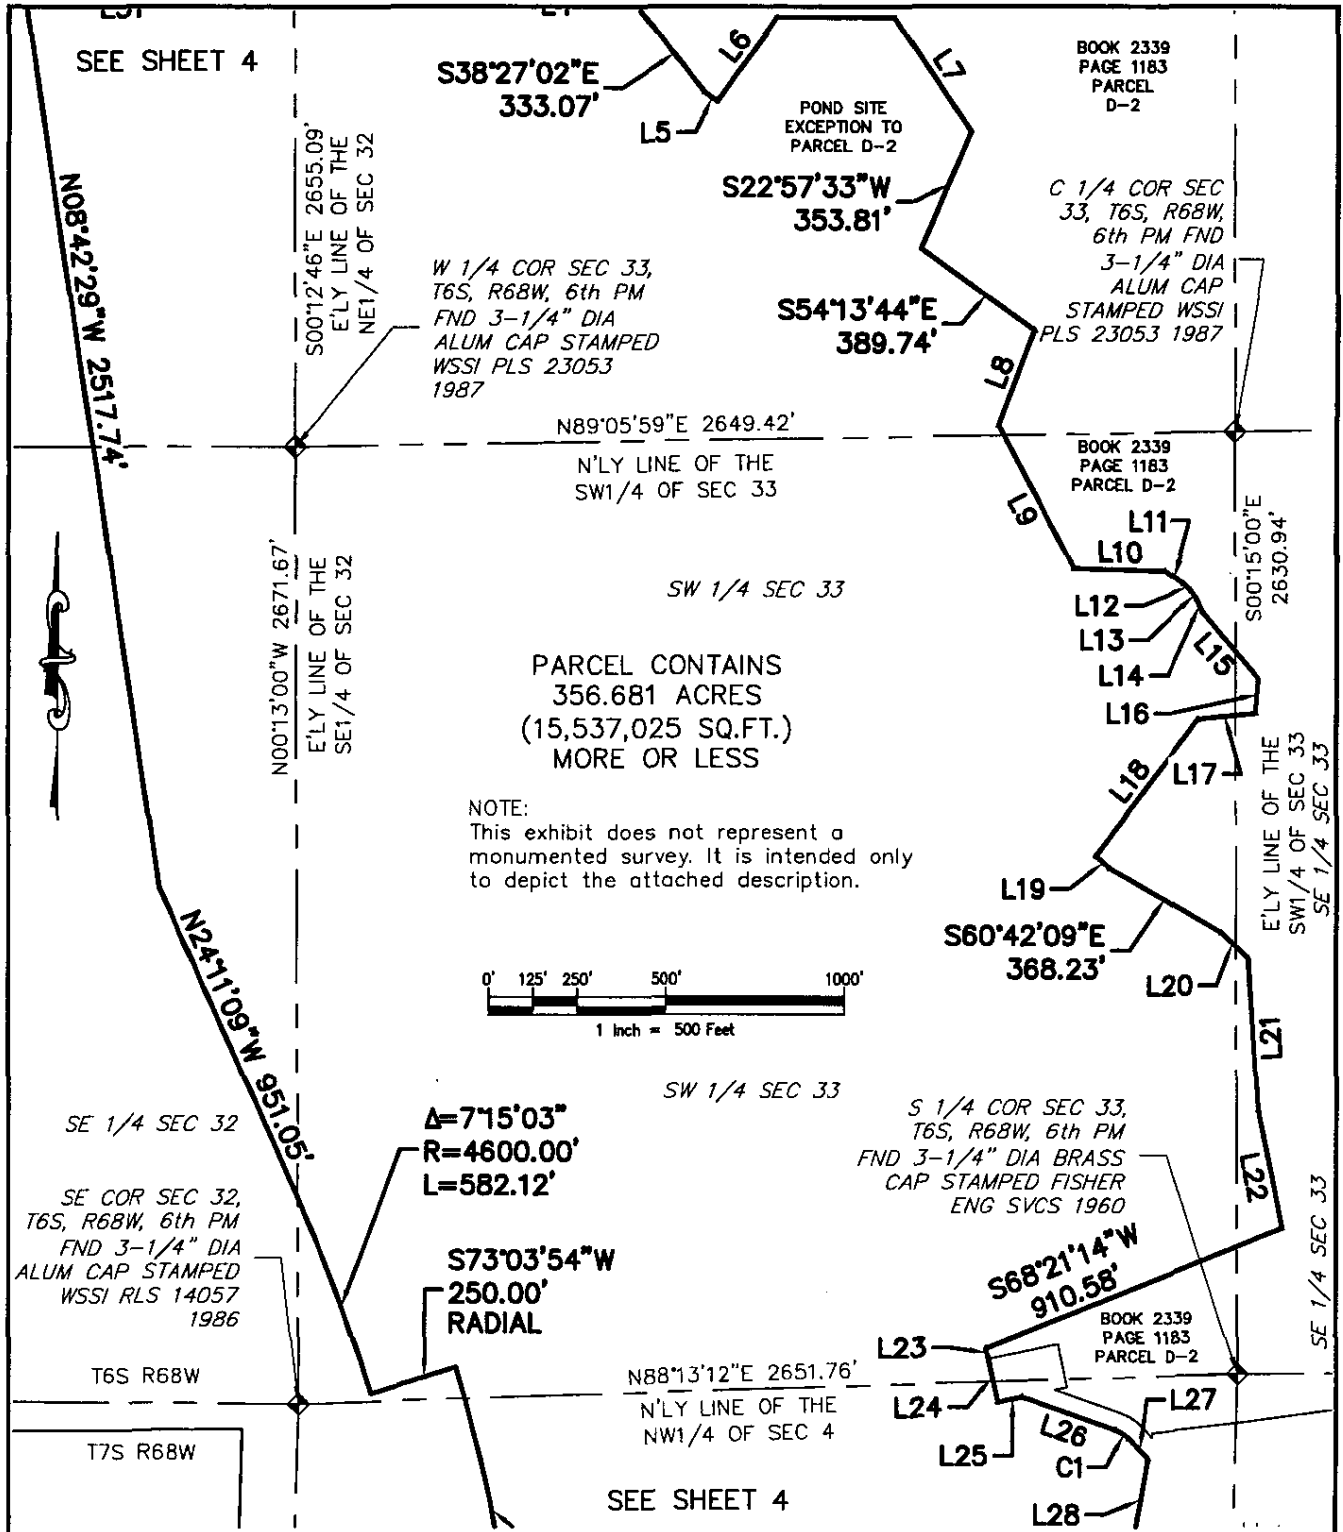 SEE SHEET 4
S38°27'02"E
333.07'
L5
L6
L7
POND SITE
EXCEPTION TO
PARCEL D-2
BOOK 2339
PAGE 1183
PARCEL
D-2
N08°42'29"W 2517.74'
S00°12'46"E 2655.09'
E'LY LINE OF THE
NE1/4 OF SEC 32
S22°57'33"W
353.81'
C 1/4 COR SEC
33, T6S, R68W,
6th PM FND
3-1/4" DIA
ALUM CAP
STAMPED WSSI
PLS 23053 1987
W 1/4 COR SEC 33,
T6S, R68W, 6th PM
FND 3-1/4" DIA
ALUM CAP STAMPED
WSSI PLS 23053
1987
S54°13'44"E
389.74'
L8
N89°05'59"E 2649.42'
N'LY LINE OF THE
SW1/4 OF SEC 33
BOOK 2339
PAGE 1183
PARCEL D-2
L9
L10
L11
L12
L13
L14
L15
L16
L17
L18
S00°15'00"E
2630.94'
N00°13'00"W 2671.67'
E'LY LINE OF THE
SE1/4 OF SEC 32
SW 1/4 SEC 33
PARCEL CONTAINS
356.681 ACRES
(15,537,025 SQ.FT.)
MORE OR LESS
NOTE:
This exhibit does not represent a
monumented survey. It is intended only
to depict the attached description.
E'LY LINE OF THE
SW1/4 OF SEC 33
SE 1/4 SEC 33
L19
S60°42'09"E
368.23'
L20
L21
N24°11'09"W 951.05'
0' 125' 250' 500' 1000'
1 Inch = 500 Feet
SW 1/4 SEC 33
SE 1/4 SEC 32
Δ=7°15'03"
R=4600.00'
L=582.12'
S 1/4 COR SEC 33,
T6S, R68W, 6th PM
FND 3-1/4" DIA BRASS
CAP STAMPED FISHER
ENG SVCS 1960
L22
SE 1/4 SEC 33
SE COR SEC 32,
T6S, R68W, 6th PM
FND 3-1/4" DIA
ALUM CAP STAMPED
WSSI RLS 14057
1986
S73°03'54"W
250.00'
RADIAL
S68°21'14"W
910.58'
BOOK 2339
PAGE 1183
PARCEL D-2
L23
T6S R68W
N88°13'12"E 2651.76'
N'LY LINE OF THE
NW1/4 OF SEC 4
L24
L25
L26
L27
C1
T7S R68W
SEE SHEET 4
L28